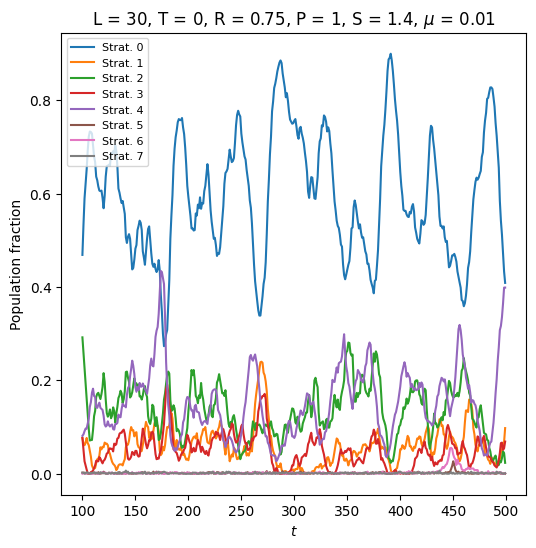 L = 30, T = 0, R = 0.75, P = 1, S = 1.4, μ = 0.01
Strat. 0
Strat. 1
Strat. 2
Strat. 3
Strat. 4
Strat. 5
Strat. 6
Strat. 7
Population fraction
0.8
0.6
0.4
0.2
0.0
100 150 200 250 300 350 400 450 500
t